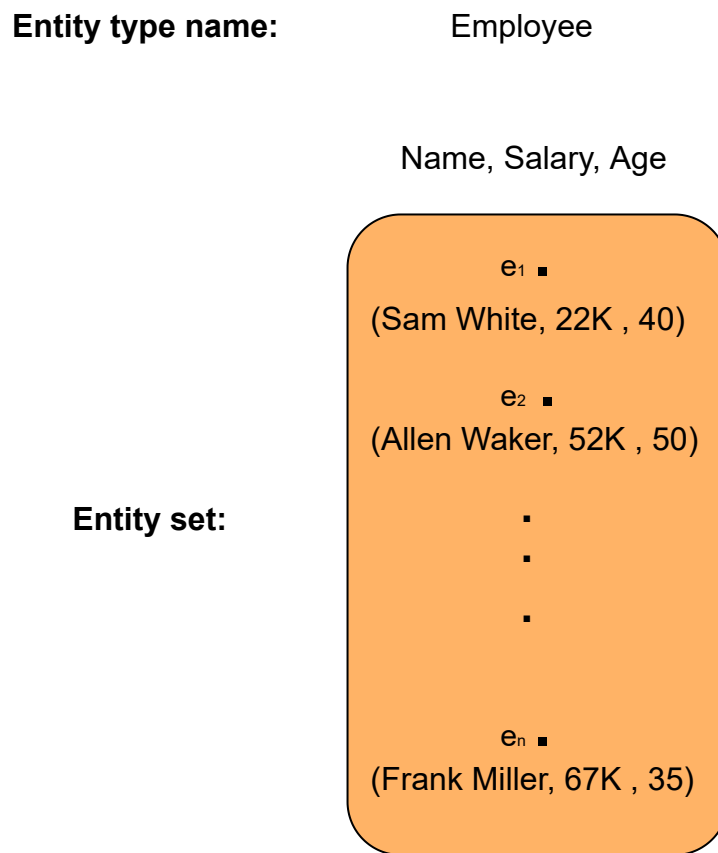 Entity type name: Employee
Name, Salary, Age
e₁
(Sam White, 22K , 40)
e₂
(Allen Waker, 52K , 50)
Entity set:
eₙ
(Frank Miller, 67K , 35)